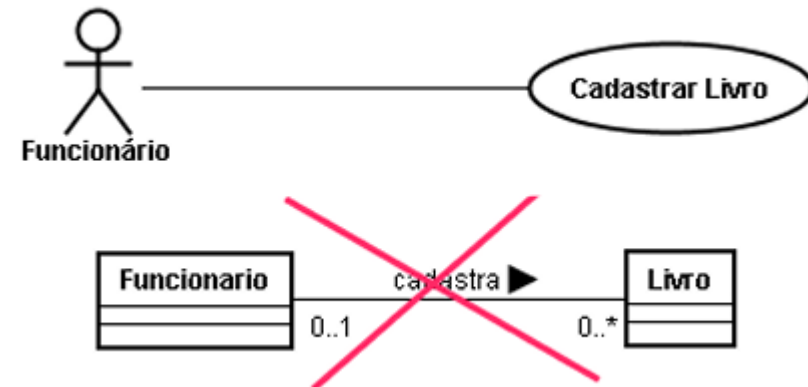 Cadastrar Livro
Funcionário
Funcionario
cadastra
Livro
0..1
0..*